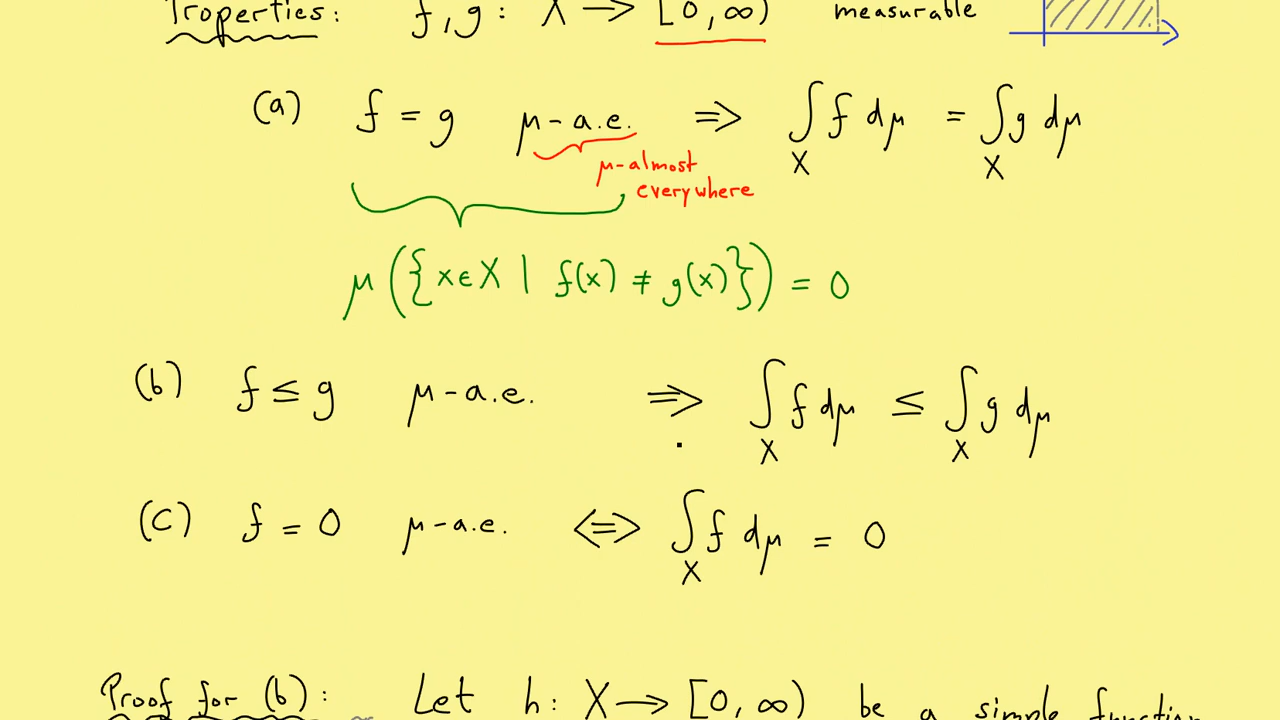 Properties: f, g: X → [0, ∞) measurable
(a) f = g μ-a.e. ⇒ ∫_X f dμ = ∫_X g dμ
μ-almost
everywhere
μ({x ∈ X | f(x) ≠ g(x)}) = 0
(b) f ≤ g μ-a.e. ⇒ ∫_X f dμ ≤ ∫_X g dμ
(c) f = 0 μ-a.e. ⇔ ∫_X f dμ = 0
Proof for (b): Let h: X → [0, ∞) be a simple function